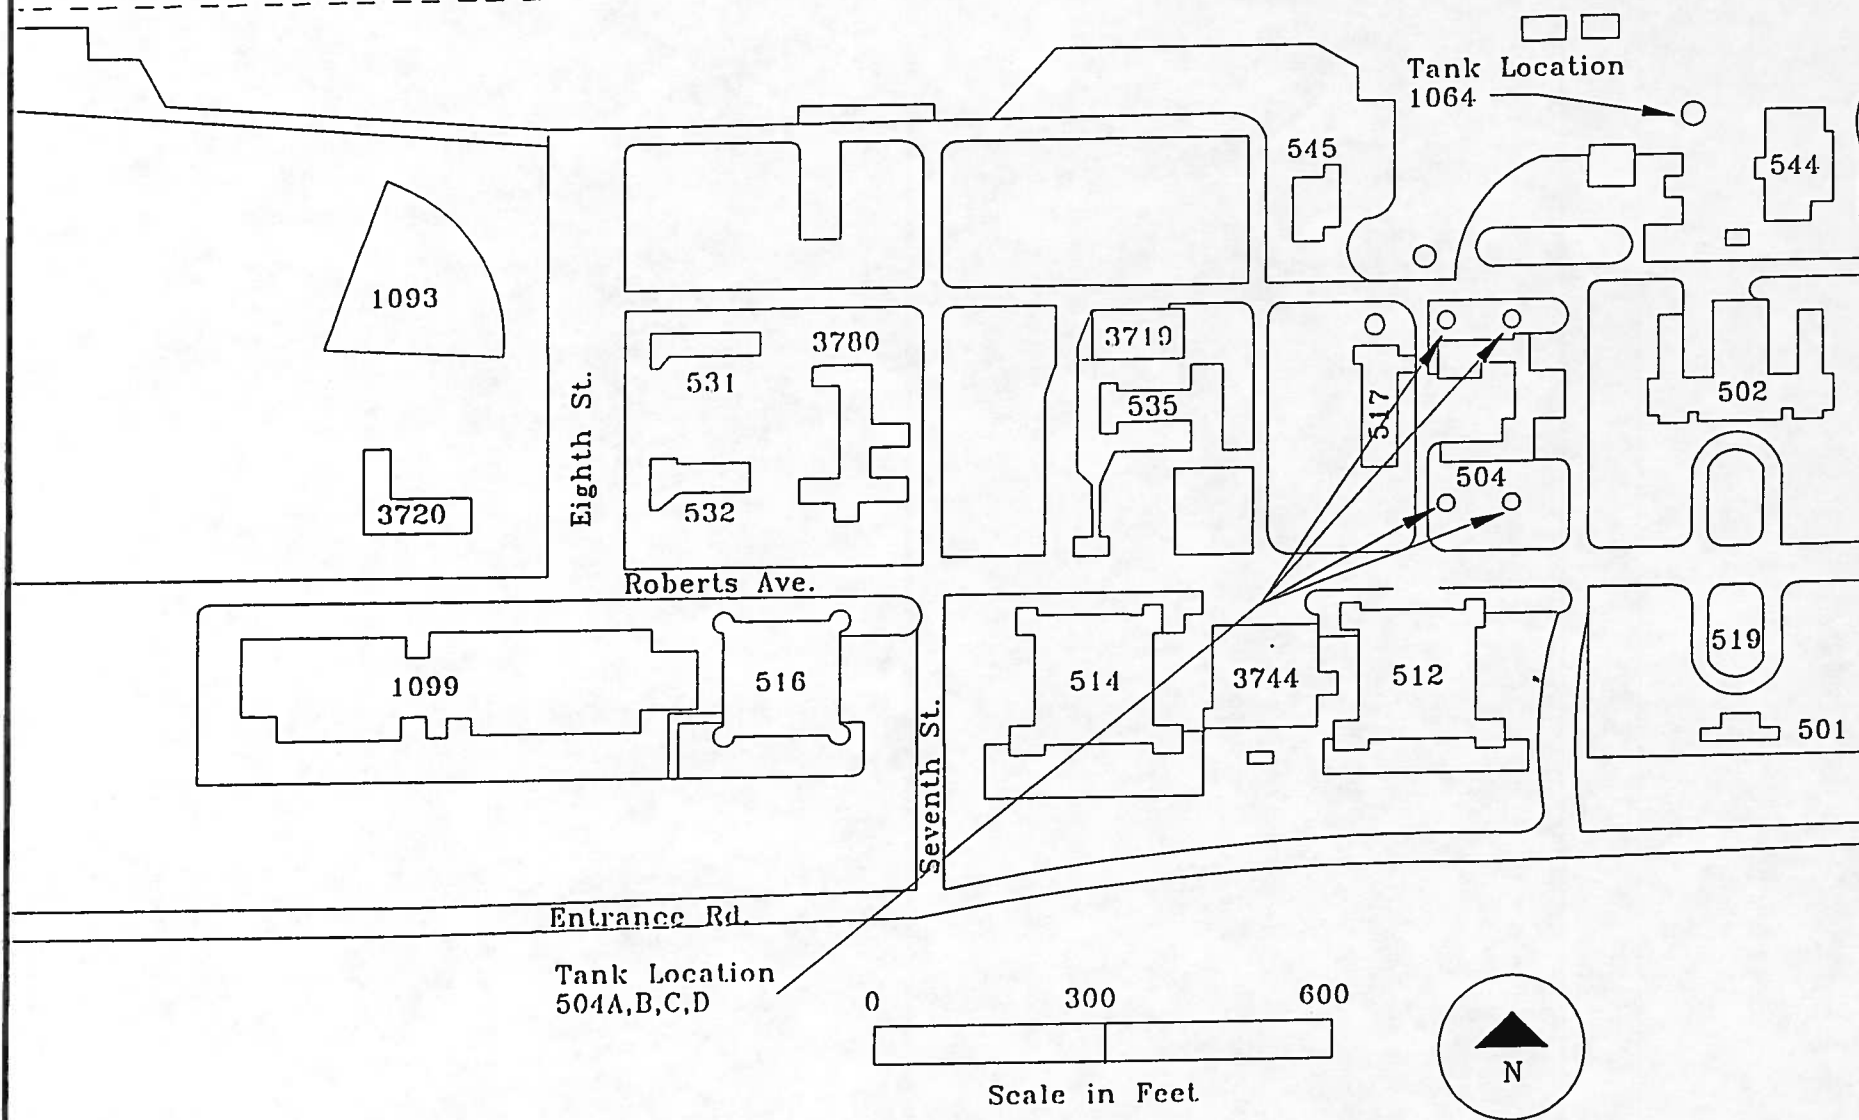 Tank Location
1064
545
544
1093
3780
3719
531
535
517
502
Eighth St.
504
3720
532
Roberts Ave.
1099
516
514
3744
512
519
501
Seventh St.
Entrance Rd.
Tank Location
504A,B,C,D
0 300 600
Scale in Feet
N